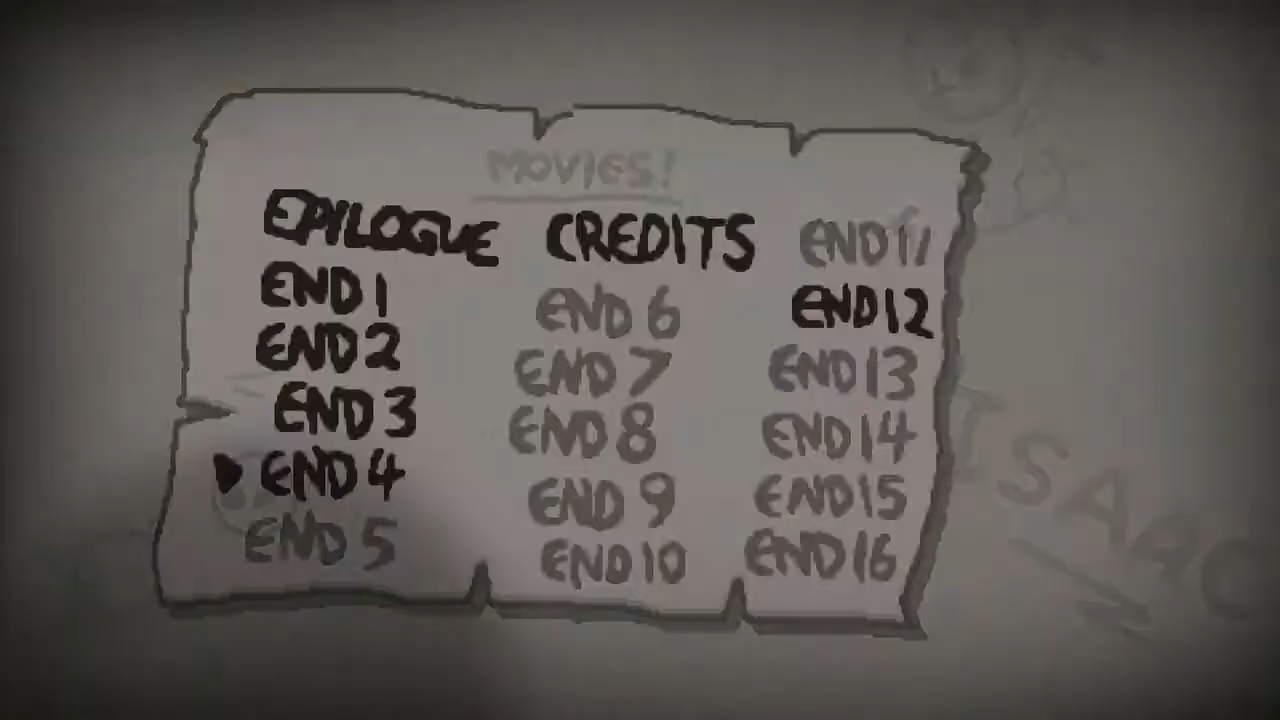 MOVIES!
EPILOGUE
END 1
END 2
END 3
END 4
END 5
CREDITS
END 6
END 7
END 8
END 9
END 10
END 11
END 12
END 13
END 14
END 15
END 16
ISAAC